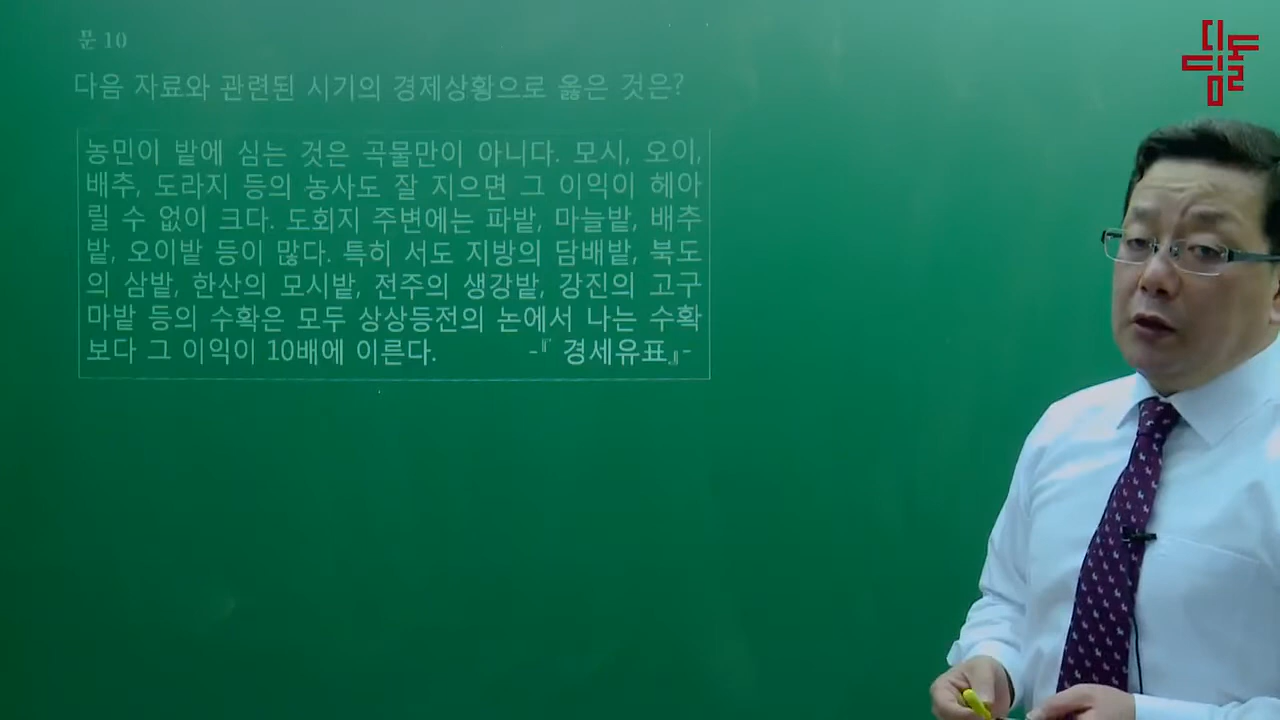 문 10
다음 자료와 관련된 시기의 경제상황으로 옳은 것은?
농민이 밭에 심는 것은 곡물만이 아니다. 모시, 오이,
배추, 도라지 등의 농사도 잘 지으면 그 이익이 헤아
릴 수 없이 크다. 도회지 주변에는 파밭, 마늘밭, 배추
밭, 오이밭 등이 많다. 특히 서도 지방의 담배밭, 북도
의 삼밭, 한산의 모시밭, 전주의 생강밭, 강진의 고구
마밭 등의 수확은 모두 상상등전의 논에서 나는 수확
보다 그 이익이 10배에 이른다. -『 경세유표』-